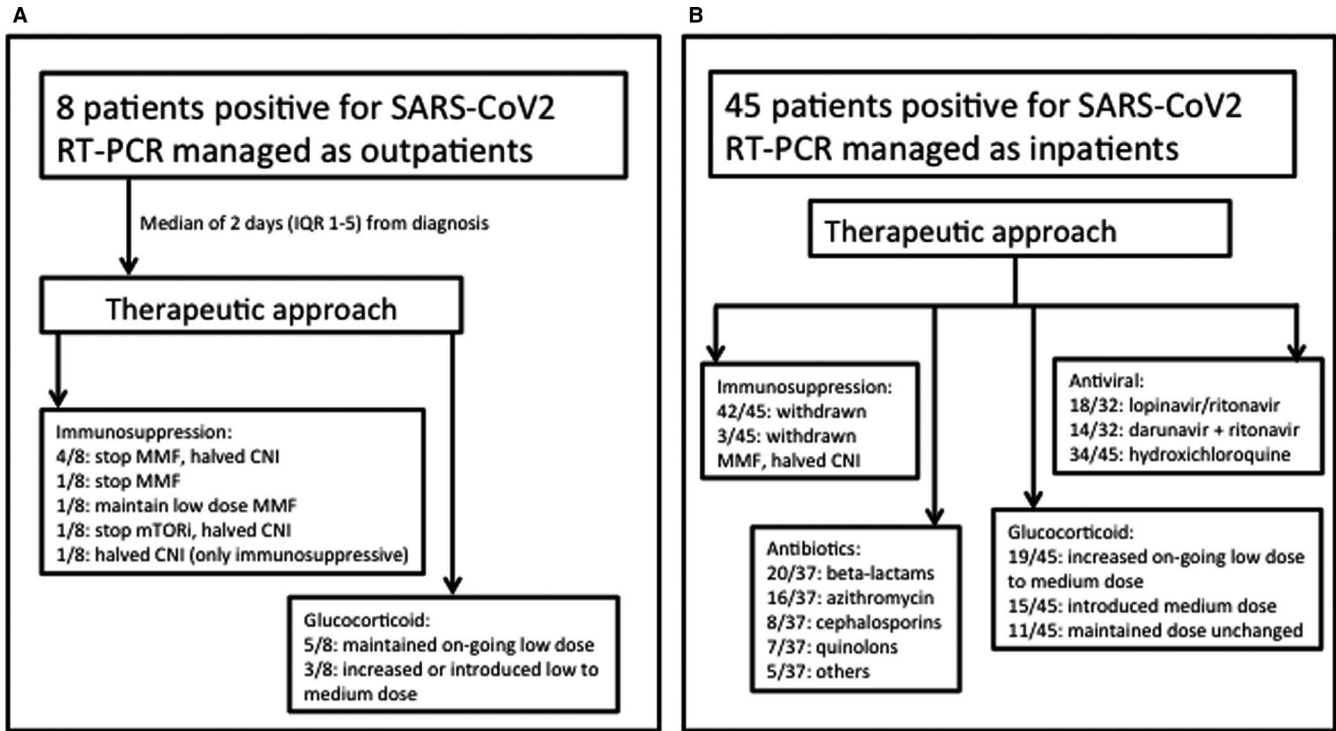 A
8 patients positive for SARS-CoV2
RT-PCR managed as outpatients
Median of 2 days (IQR 1-5) from diagnosis
Therapeutic approach
Immunosuppression:
4/8: stop MMF, halved CNI
1/8: stop MMF
1/8: maintain low dose MMF
1/8: stop mTORi, halved CNI
1/8: halved CNI (only immunosuppressive)
Glucocorticoid:
5/8: maintained on-going low dose
3/8: increased or introduced low to
medium dose
B
45 patients positive for SARS-CoV2
RT-PCR managed as inpatients
Therapeutic approach
Immunosuppression:
42/45: withdrawn
3/45: withdrawn
MMF, halved CNI
Antibiotics:
20/37: beta-lactams
16/37: azithromycin
8/37: cephalosporins
7/37: quinolons
5/37: others
Glucocorticoid:
19/45: increased on-going low dose
to medium dose
15/45: introduced medium dose
11/45: maintained dose unchanged
Antiviral:
18/32: lopinavir/ritonavir
14/32: darunavir + ritonavir
34/45: hydroxichloroquine